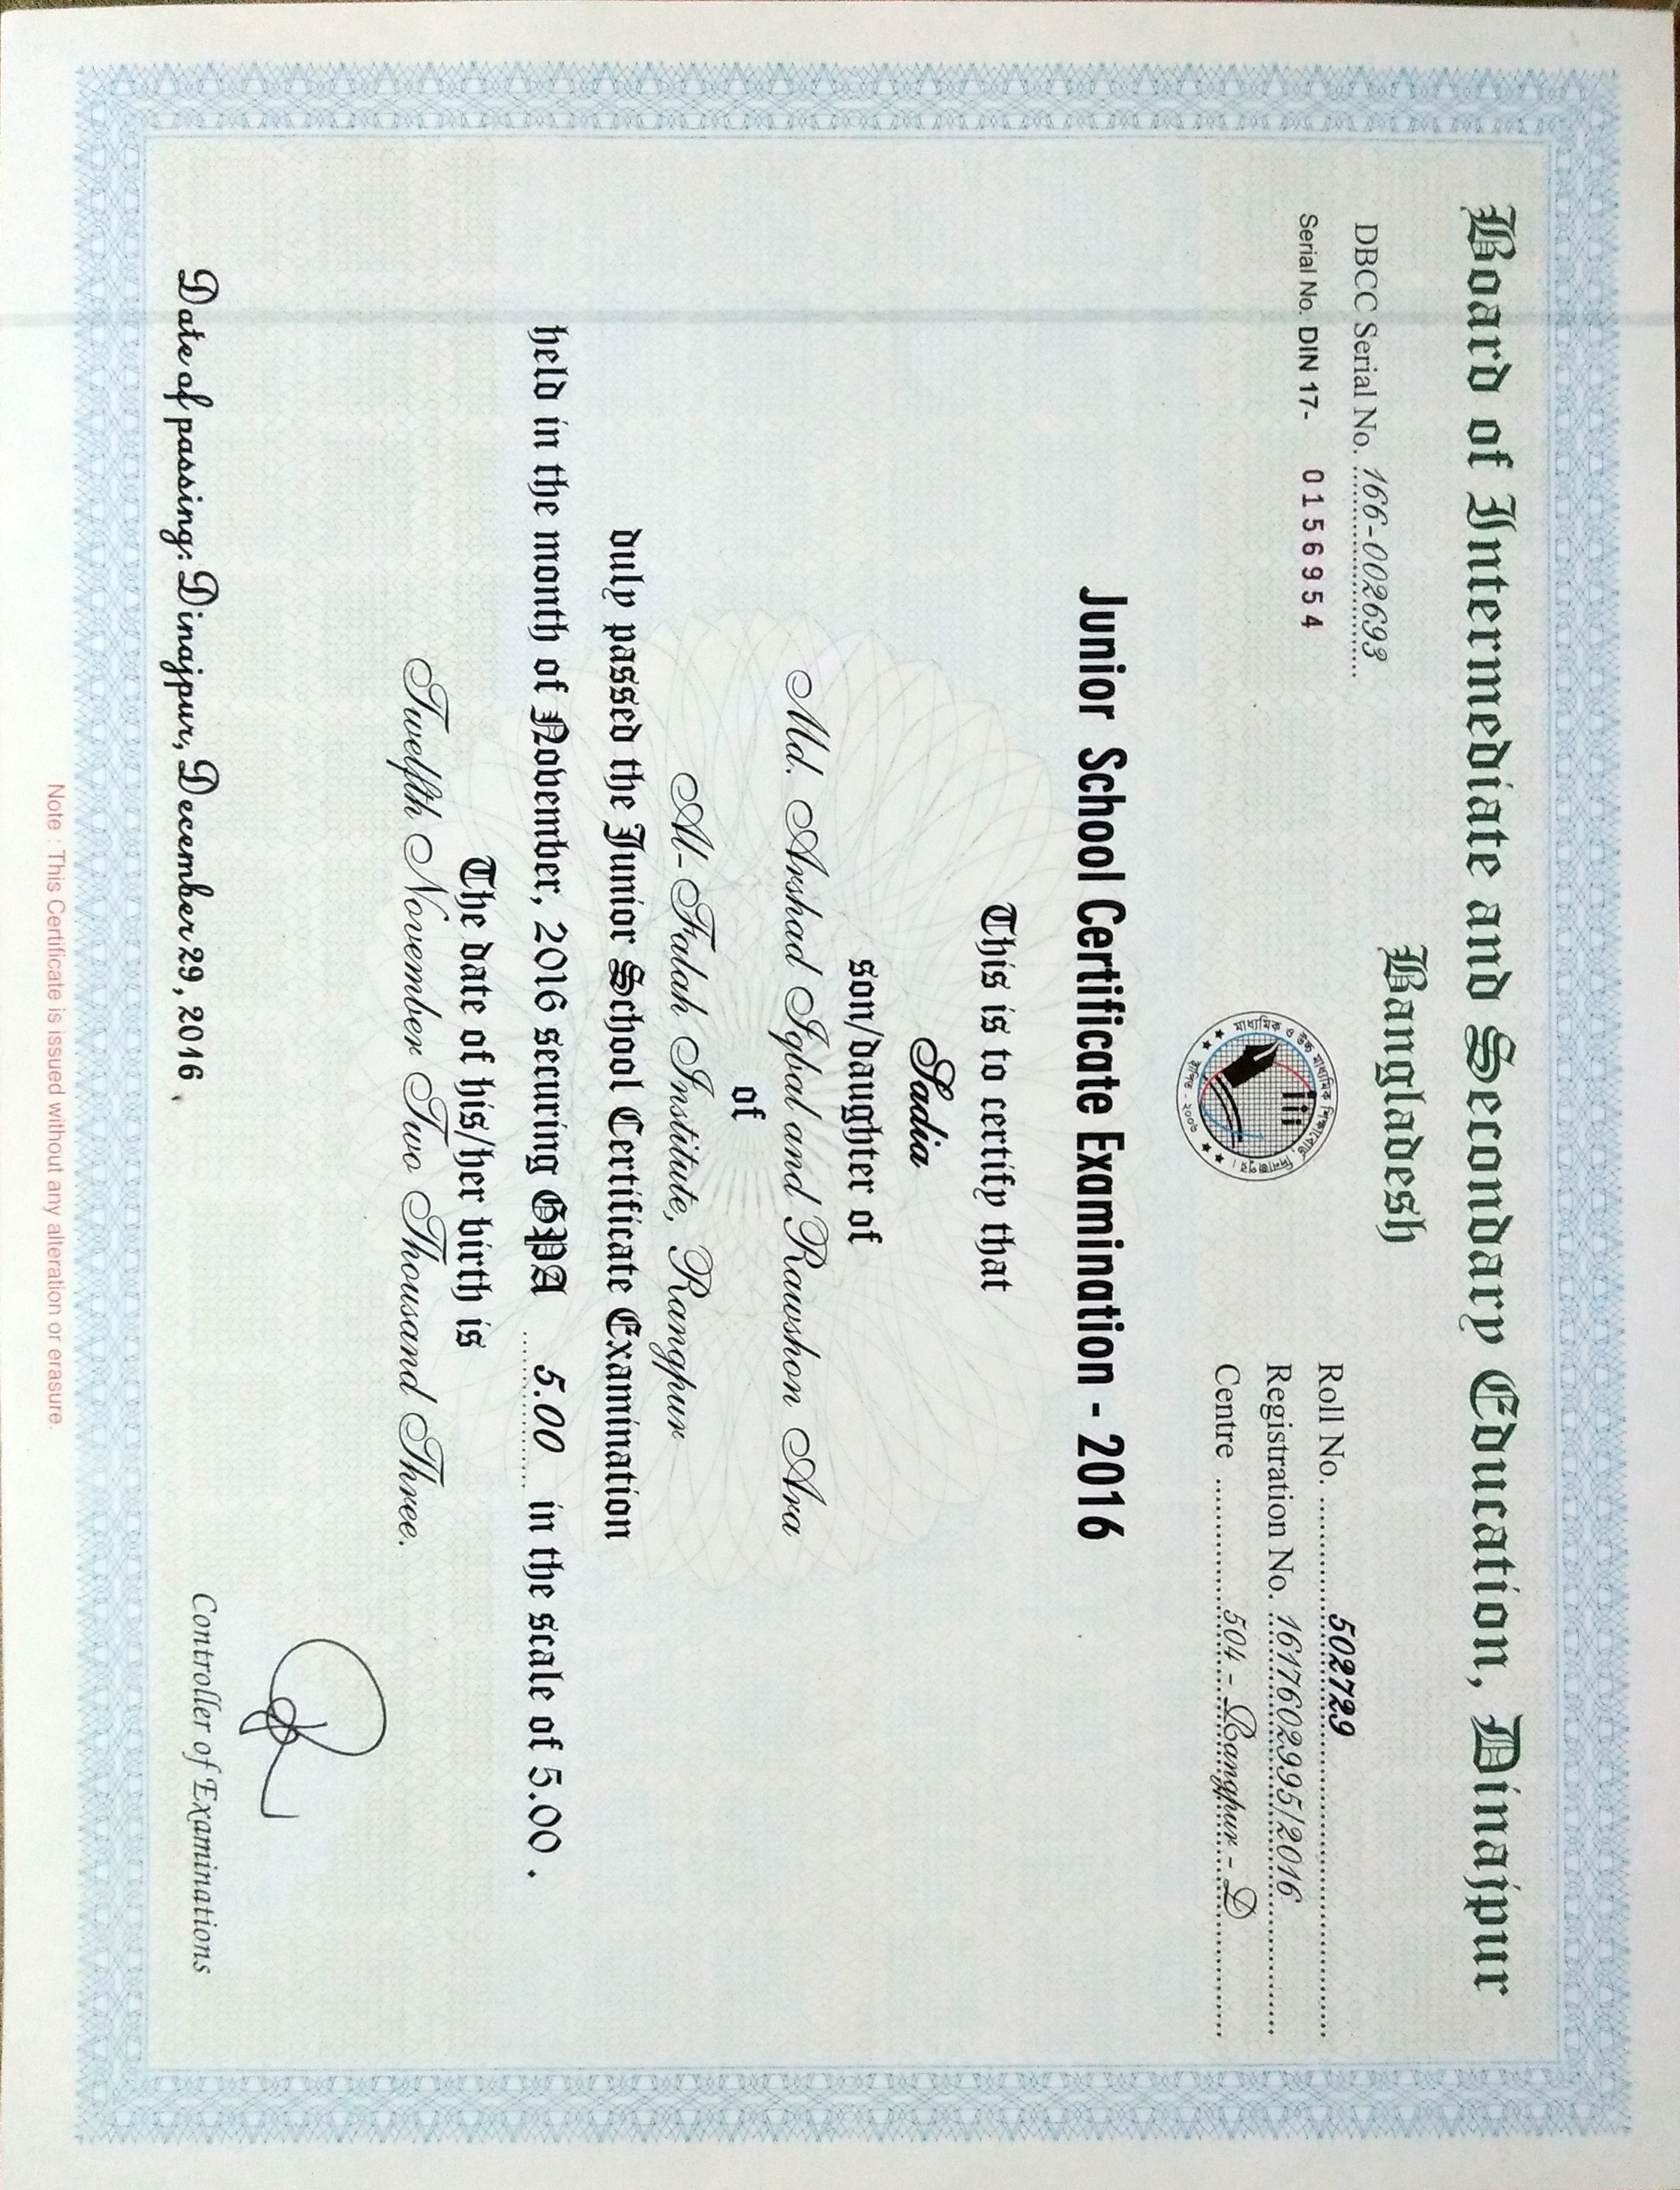 Board of Intermediate and Secondary Education, Dinajpur
Bangladesh
DBCC Serial No. 166-002693
Serial No. DIN 17- 0156954
মাধ্যমিক ও উচ্চ মাধ্যমিক শিক্ষাবোর্ড, দিনাজপুর।
স্থাপিত - ২০০৬
Roll No. 502729
Registration No. 1617602995/2016
Centre 504 - Rangpur - D
Junior School Certificate Examination - 2016
This is to certify that
Sadia
son/daughter of
Md. Arshad Iqbal and Rawshon Ara
of
Al-Falah Institute, Rangpur
duly passed the Junior School Certificate Examination
held in the month of November, 2016 securing GPA 5.00 in the scale of 5.00 .
The date of his/her birth is
Twelfth November Two Thousand Three.
Controller of Examinations
Date of passing: Dinajpur, December 29, 2016 .
Note : This Certificate is issued without any alteration or erasure.